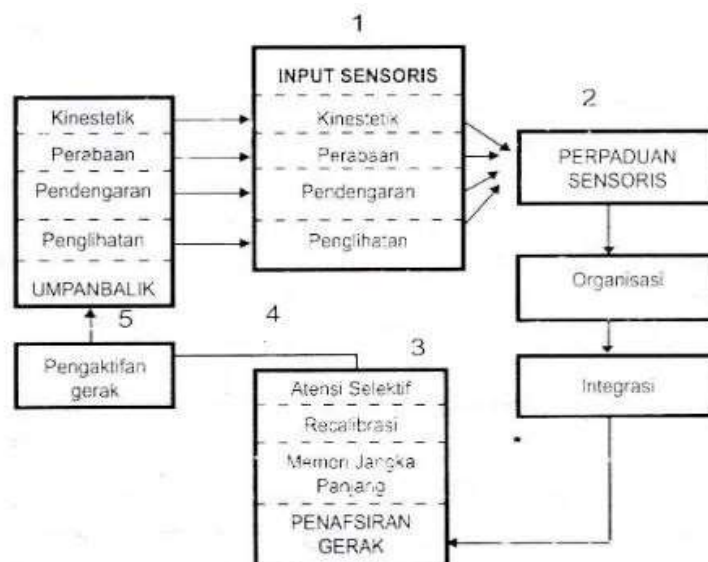 1
INPUT SENSORIS
Kinestetik
Perabaan
Pendengaran
Penglihatan
Kinestetik
Perabaan
Pendengaran
Penglihatan
UMPANBALIK
2
PERPADUAN
SENSORIS
Organisasi
Integrasi
3
Atensi Selektif
Recalibrasi
Memori Jangka
Panjang
PENAFSIRAN
GERAK
4
5
Pengaktifan
gerak